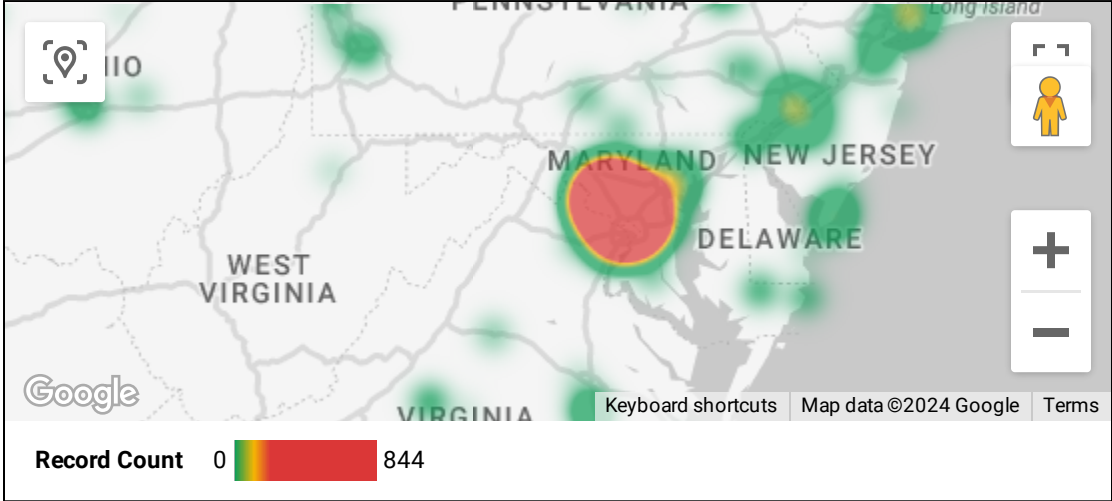 PENNSYLVANIA
Long Island
IO
MARYLAND
NEW JERSEY
DELAWARE
WEST
VIRGINIA
VIRGINIA
Google
Keyboard shortcuts
Map data ©2024 Google
Terms
Record Count 0 844